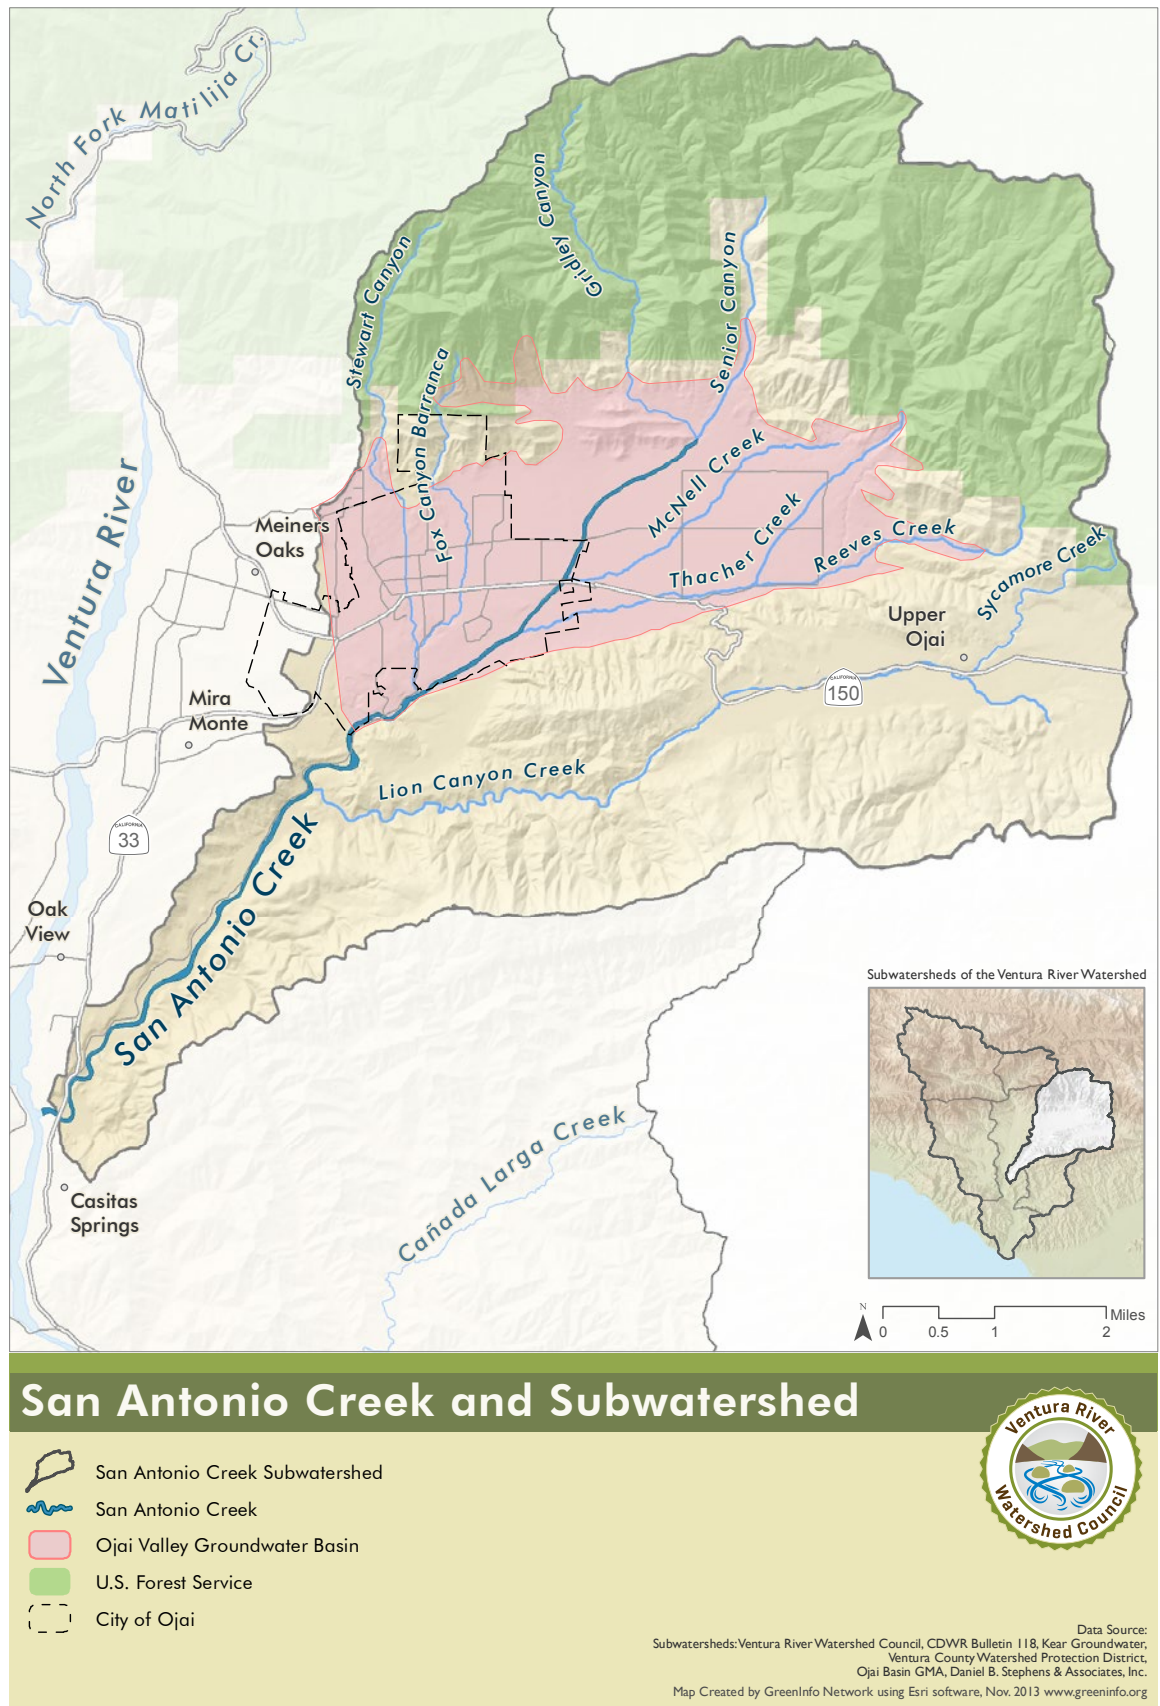 North Fork Matilija Cr.
Gridley Canyon
Stewart Canyon
Senior Canyon
Fox Canyon Barranca
McNell Creek
Thacher Creek
Reeves Creek
Sycamore Creek
Ventura River
Meiners
Oaks
Upper
Ojai
CALIFORNIA
150
Mira
Monte
Lion Canyon Creek
CALIFORNIA
33
San Antonio Creek
Oak
View
Casitas
Springs
Cañada Larga Creek
Subwatersheds of the Ventura River Watershed
N
0 0.5 1 2 Miles
San Antonio Creek and Subwatershed
Ventura River
Watershed Council
San Antonio Creek Subwatershed
San Antonio Creek
Ojai Valley Groundwater Basin
U.S. Forest Service
City of Ojai
Data Source:
Subwatersheds: Ventura River Watershed Council, CDWR Bulletin 118, Kear Groundwater,
Ventura County Watershed Protection District,
Ojai Basin GMA, Daniel B. Stephens & Associates, Inc.
Map Created by GreenInfo Network using Esri software, Nov. 2013 www.greeninfo.org